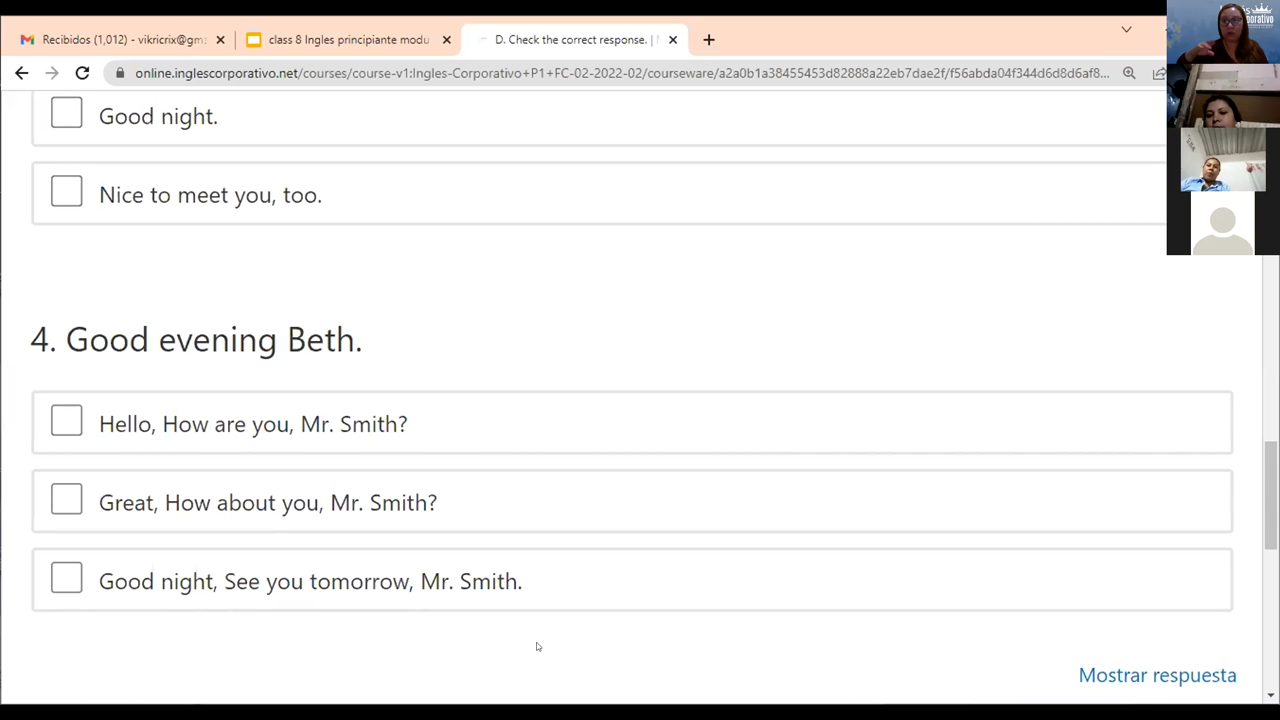 Recibidos (1,012) - vikricrix@gm
class 8 Ingles principiante modu
D. Check the correct response. |
online.inglescorporativo.net/courses/course-v1:Ingles-Corporativo+P1+FC-02-2022-02/courseware/a2a0b1a38455453d82888a22eb7dae2f/f56abda04f344d6d8d6af8...
Good night.
Nice to meet you, too.
4. Good evening Beth.
Hello, How are you, Mr. Smith?
Great, How about you, Mr. Smith?
Good night, See you tomorrow, Mr. Smith.
Mostrar respuesta